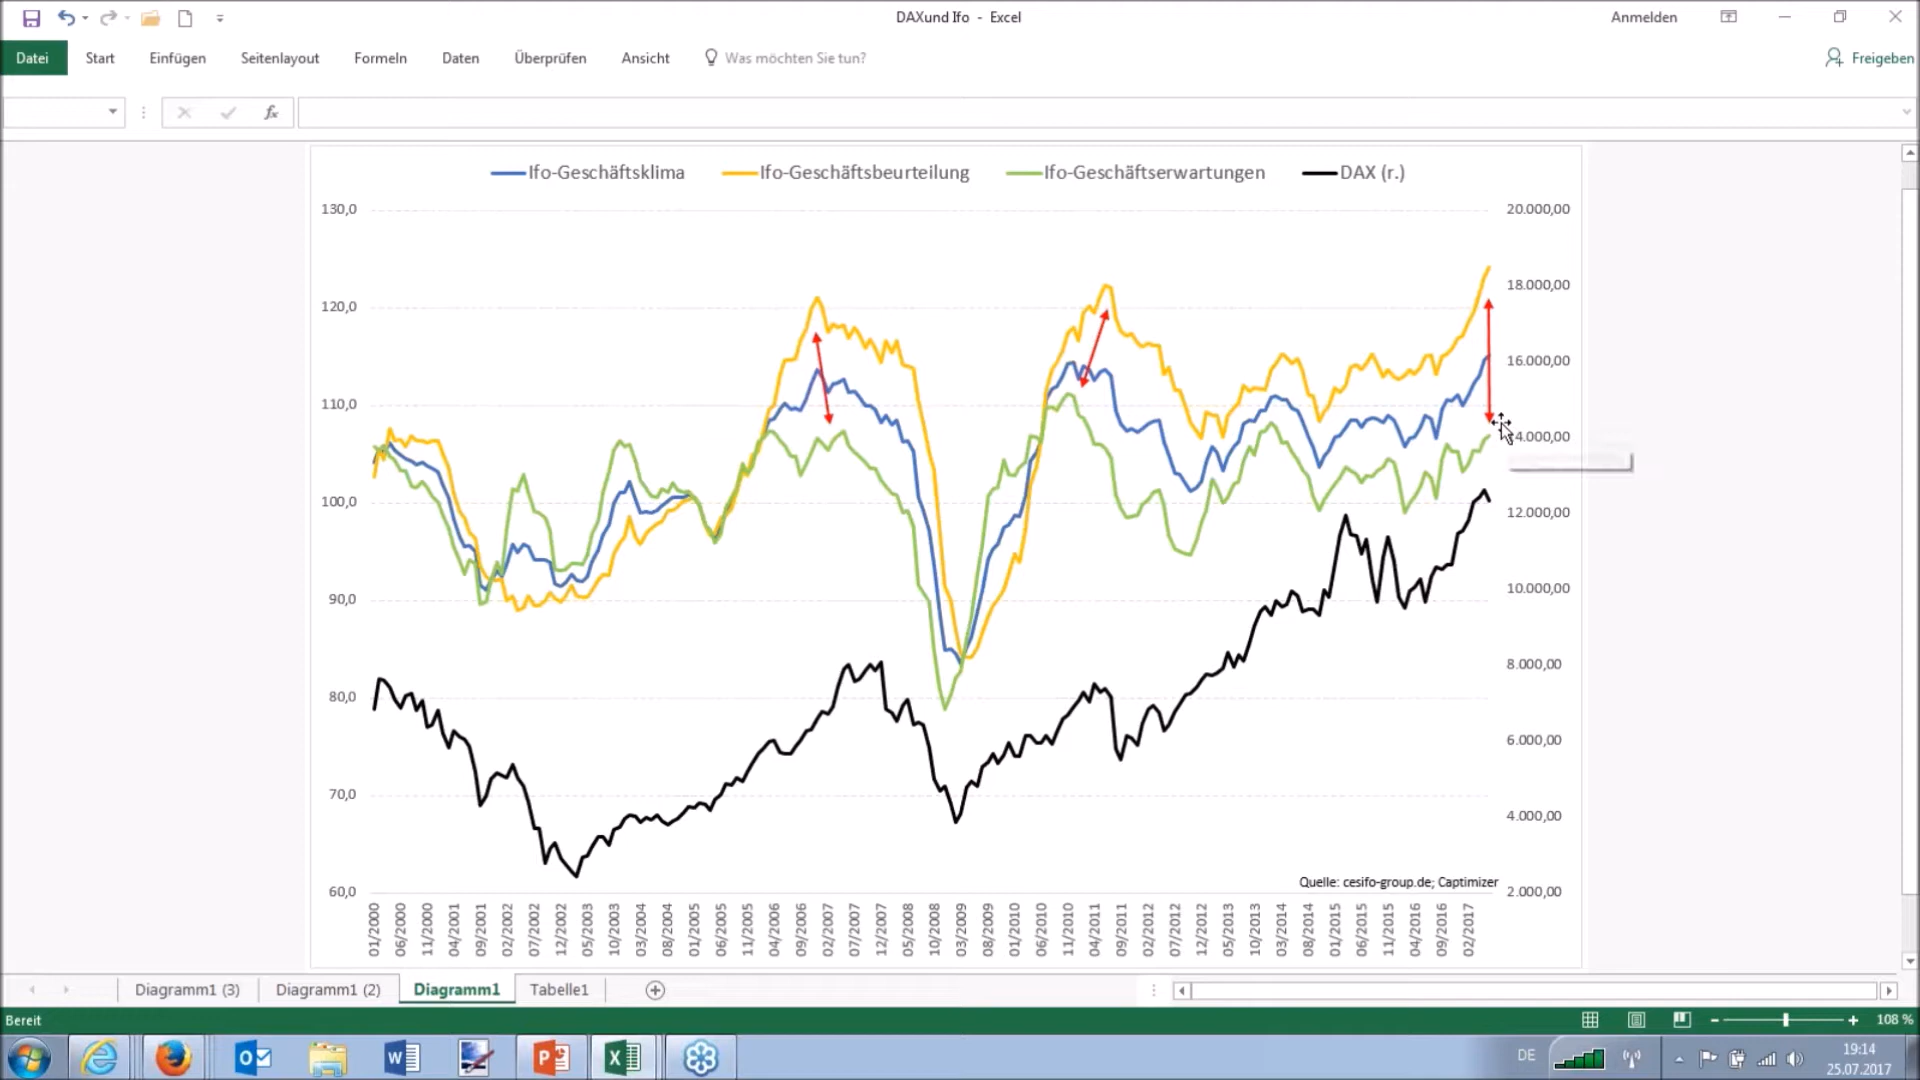 DAXund Ifo - Excel
Anmelden
Datei Start Einfügen Seitenlayout Formeln Daten Überprüfen Ansicht Was möchten Sie tun? Freigeben
fx
Ifo-Geschäftsklima Ifo-Geschäftsbeurteilung Ifo-Geschäftserwartungen DAX (r.)
130,0
120,0
110,0
100,0
90,0
80,0
70,0
60,0
20.000,00
18.000,00
16.000,00
14.000,00
12.000,00
10.000,00
8.000,00
6.000,00
4.000,00
2.000,00
Quelle: cesifo-group.de; Captimizer
01/2000 06/2000 11/2000 04/2001 09/2001 02/2002 07/2002 12/2002 05/2003 10/2003 03/2004 08/2004 01/2005 06/2005 11/2005 04/2006 09/2006 02/2007 07/2007 12/2007 05/2008 10/2008 03/2009 08/2009 01/2010 06/2010 11/2010 04/2011 09/2011 02/2012 07/2012 12/2012 05/2013 10/2013 03/2014 08/2014 01/2015 06/2015 11/2015 04/2016 09/2016 02/2017
Diagramm1 (3) Diagramm1 (2) Diagramm1 Tabelle1
Bereit
108 %
DE
19:14
25.07.2017